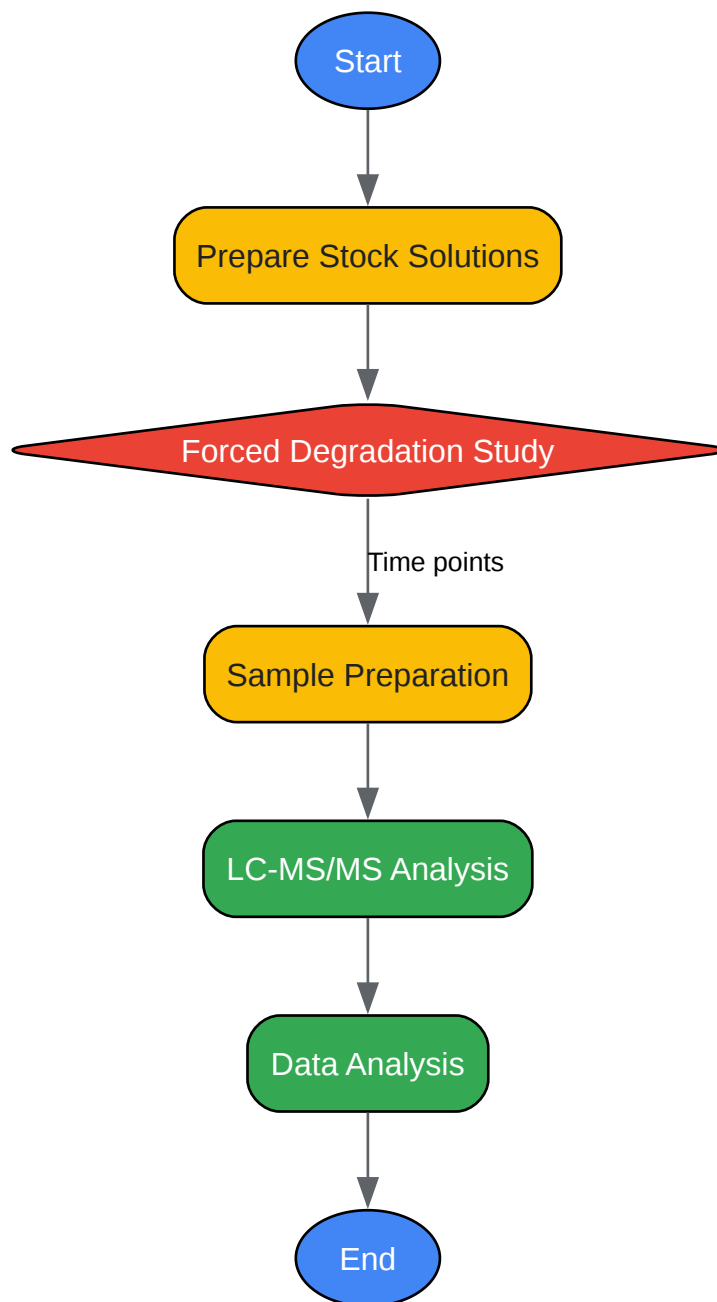 Start
Prepare Stock Solutions
Forced Degradation Study
Time points
Sample Preparation
LC-MS/MS Analysis
Data Analysis
End